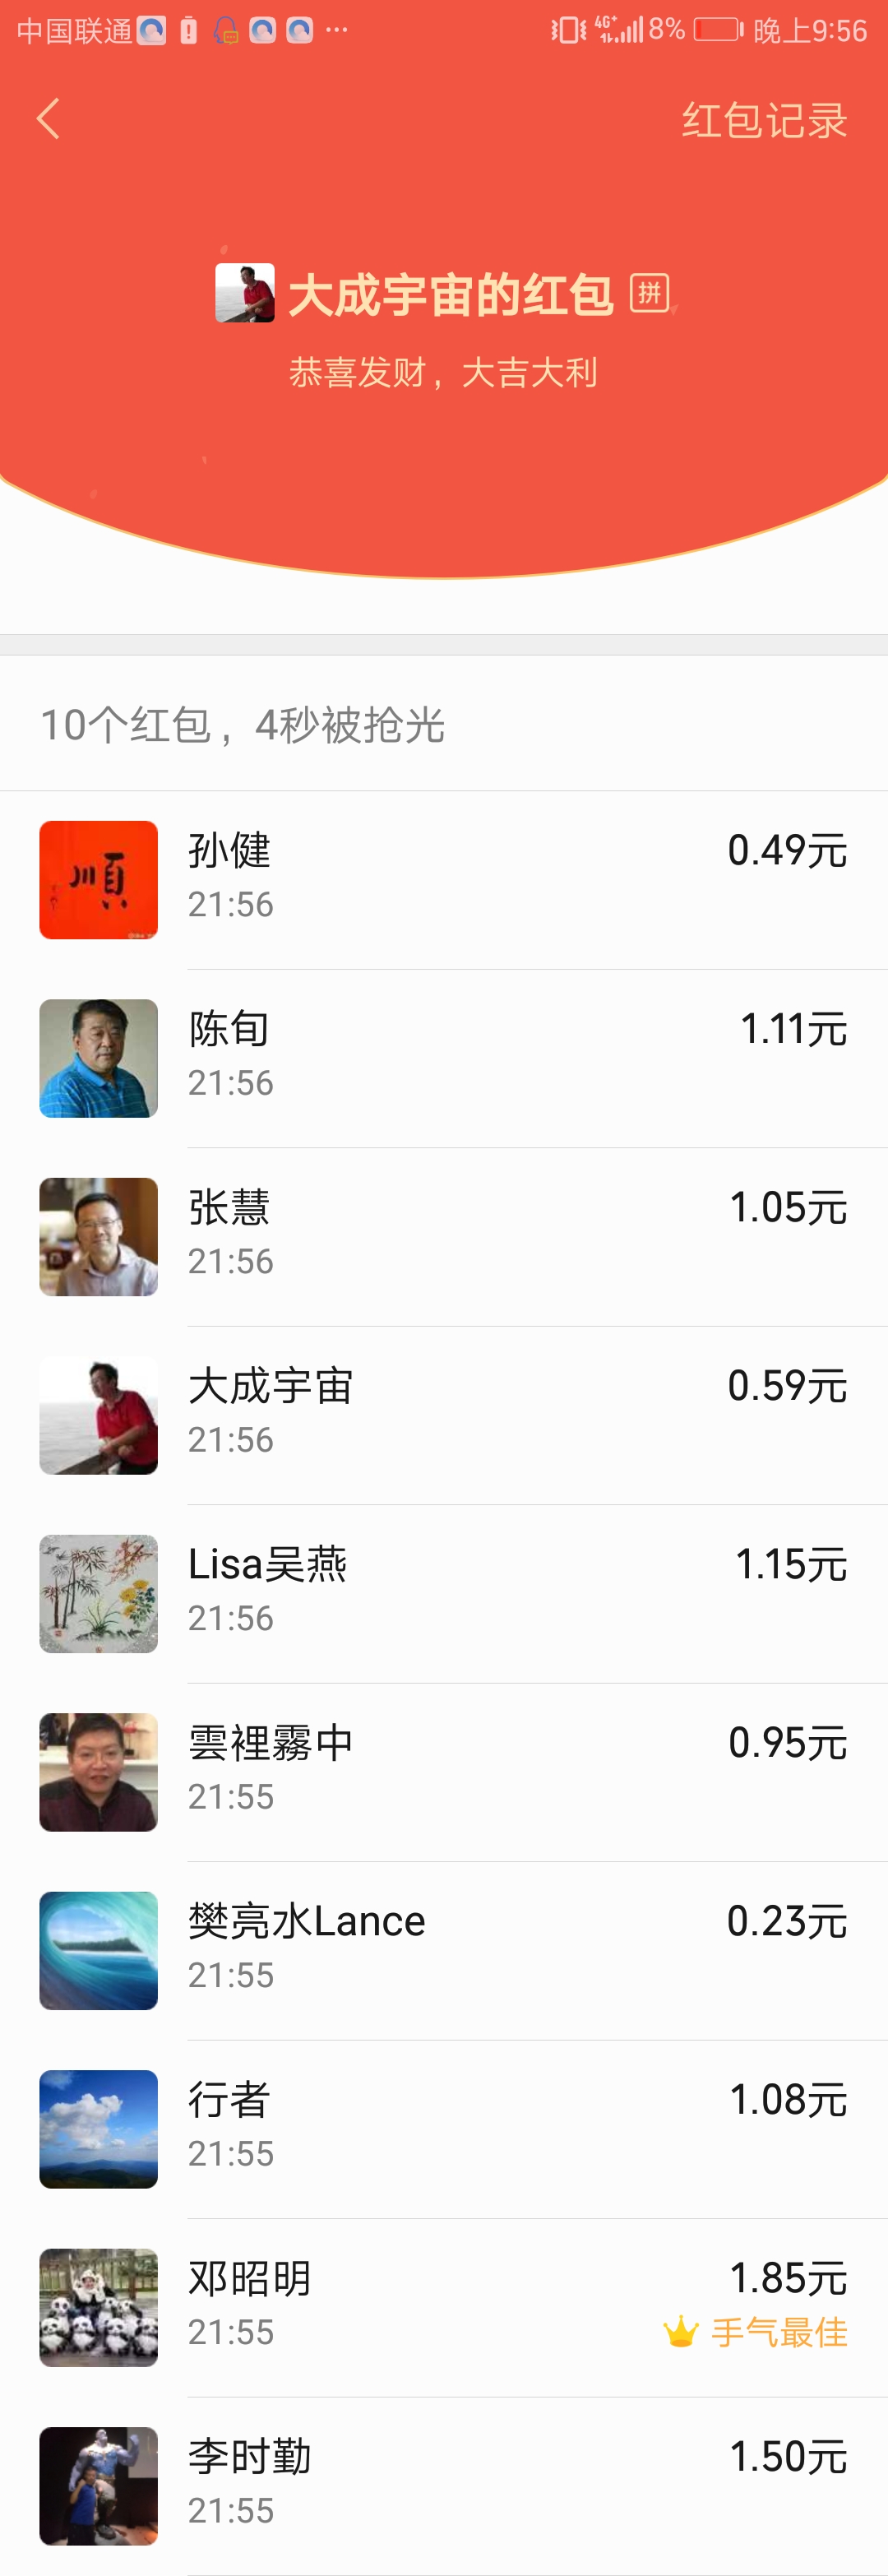 中国联通 4G+ 8% 晚上9:56
红包记录
大成宇宙的红包 拼
恭喜发财，大吉大利
10个红包，4秒被抢光
順
孙健 0.49元
21:56
陈旬 1.11元
21:56
张慧 1.05元
21:56
大成宇宙 0.59元
21:56
Lisa吴燕 1.15元
21:56
雲裡霧中 0.95元
21:55
樊亮水Lance 0.23元
21:55
行者 1.08元
21:55
邓昭明 1.85元
21:55 手气最佳
李时勤 1.50元
21:55